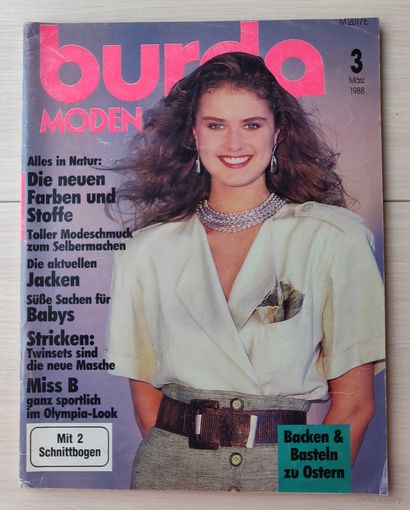 M2017E
burda
MODEN
3
März
1988
Alles in Natur:
Die neuen
Farben und
Stoffe
Toller Modeschmuck
zum Selbermachen
Die aktuellen
Jacken
Süße Sachen für
Babys
Stricken:
Twinsets sind
die neue Masche
Miss B
ganz sportlich
im Olympia-Look
Mit 2
Schnittbogen
Backen &
Basteln
zu Ostern